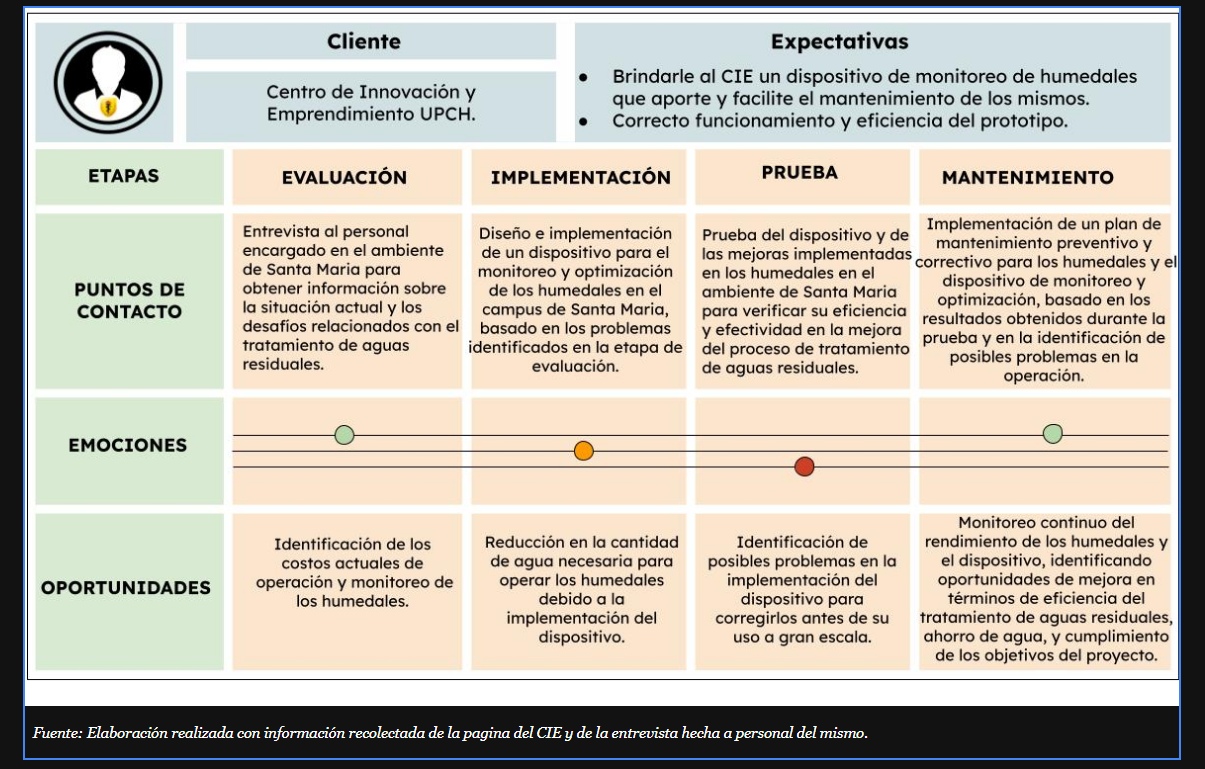 Cliente
Centro de Innovación y
Emprendimiento UPCH.
Expectativas
● Brindarle al CIE un dispositivo de monitoreo de humedales
que aporte y facilite el mantenimiento de los mismos.
● Correcto funcionamiento y eficiencia del prototipo.
ETAPAS
EVALUACIÓN
IMPLEMENTACIÓN
PRUEBA
MANTENIMIENTO
PUNTOS DE
CONTACTO
Entrevista al personal
encargado en el ambiente
de Santa Maria para
obtener información sobre
la situación actual y los
desafíos relacionados con el
tratamiento de aguas
residuales.
Diseño e implementación
de un dispositivo para el
monitoreo y optimización
de los humedales en el
campus de Santa María,
basado en los problemas
identificados en la etapa de
evaluación.
Prueba del dispositivo y de
las mejoras implementadas
en los humedales en el
ambiente de Santa Maria
para verificar su eficiencia
y efectividad en la mejora
del proceso de tratamiento
de aguas residuales.
Implementación de un plan de
mantenimiento preventivo y
correctivo para los humedales y el
dispositivo de monitoreo y
optimización, basado en los
resultados obtenidos durante la
prueba y en la identificación de
posibles problemas en la
operación.
EMOCIONES
OPORTUNIDADES
Identificación de los
costos actuales de
operación y monitoreo de
los humedales.
Reducción en la cantidad
de agua necesaria para
operar los humedales
debido a la
implementación del
dispositivo.
Identificación de
posibles problemas en la
implementación del
dispositivo para
corregirlos antes de su
uso a gran escala.
Monitoreo continuo del
rendimiento de los humedales y
el dispositivo, identificando
oportunidades de mejora en
términos de eficiencia del
tratamiento de aguas residuales,
ahorro de agua, y cumplimiento
de los objetivos del proyecto.
Fuente: Elaboración realizada con información recolectada de la pagina del CIE y de la entrevista hecha a personal del mismo.